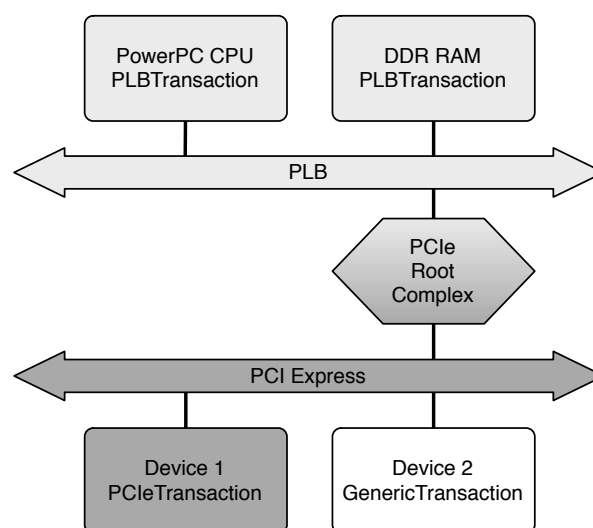 PowerPC CPU
PLBTransaction
DDR RAM
PLBTransaction
PLB
PCIe
Root
Complex
PCI Express
Device 1
PCIeTransaction
Device 2
GenericTransaction